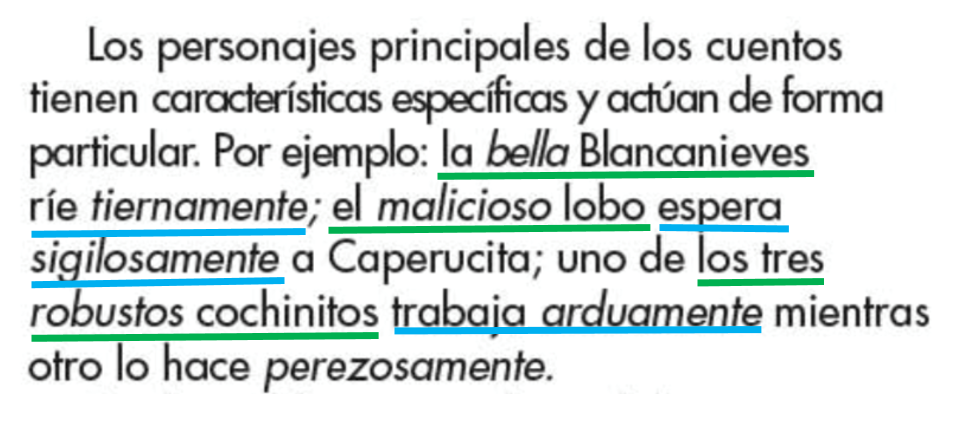 Los personajes principales de los cuentos
tienen características específicas y actúan de forma
particular. Por ejemplo: la bella Blancanieves
ríe tiernamente; el malicioso lobo espera
sigilosamente a Caperucita; uno de los tres
robustos cochinitos trabaja arduamente mientras
otro lo hace perezosamente.